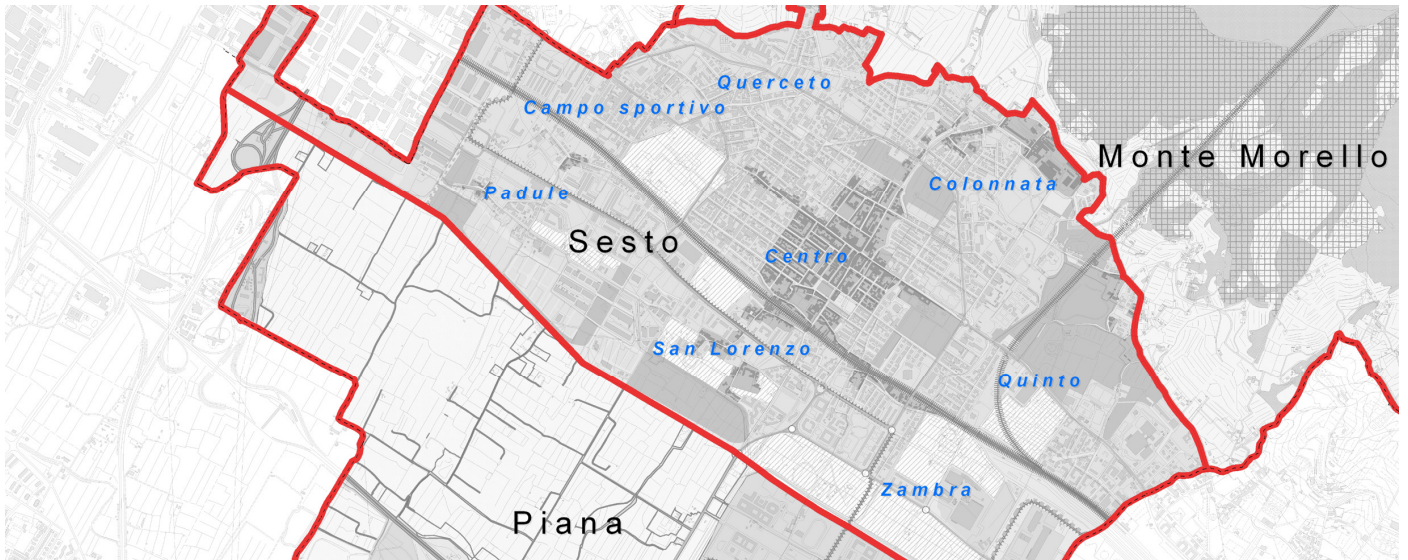 Querceto
Campo sportivo
Monte Morello
Colonnata
Padule
Sesto
Centro
San Lorenzo
Quinto
Zambra
Piana